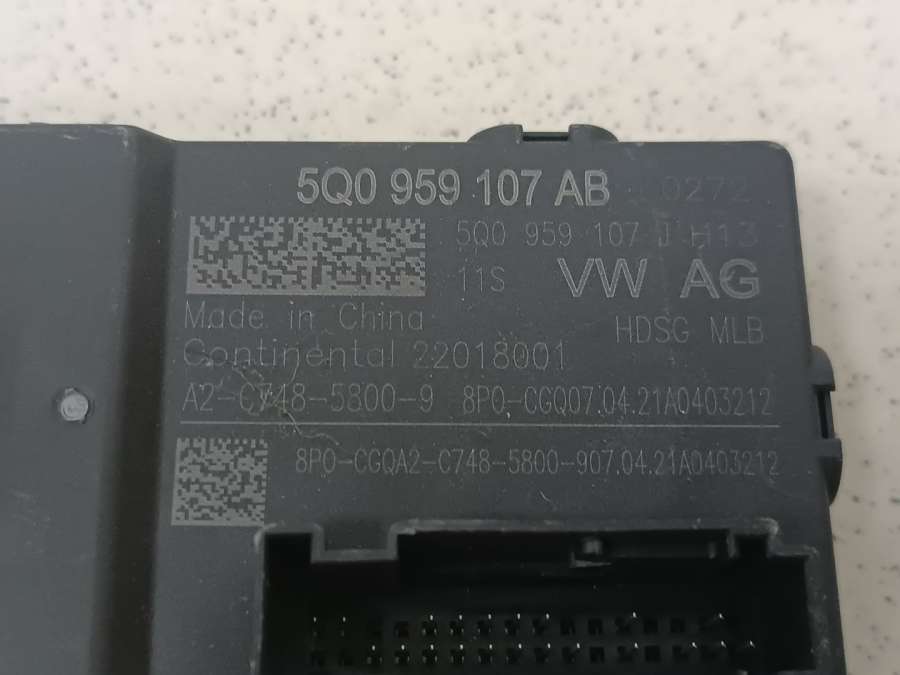 5Q0 959 107 AB 0272
5Q0 959 107 J H13
11S VW AG
Made in China HDSG MLB
Continental 22018001
A2-C748-5800-9 8P0-CGQ07.04.21A0403212
8P0-CGQA2-C748-5800-907.04.21A0403212